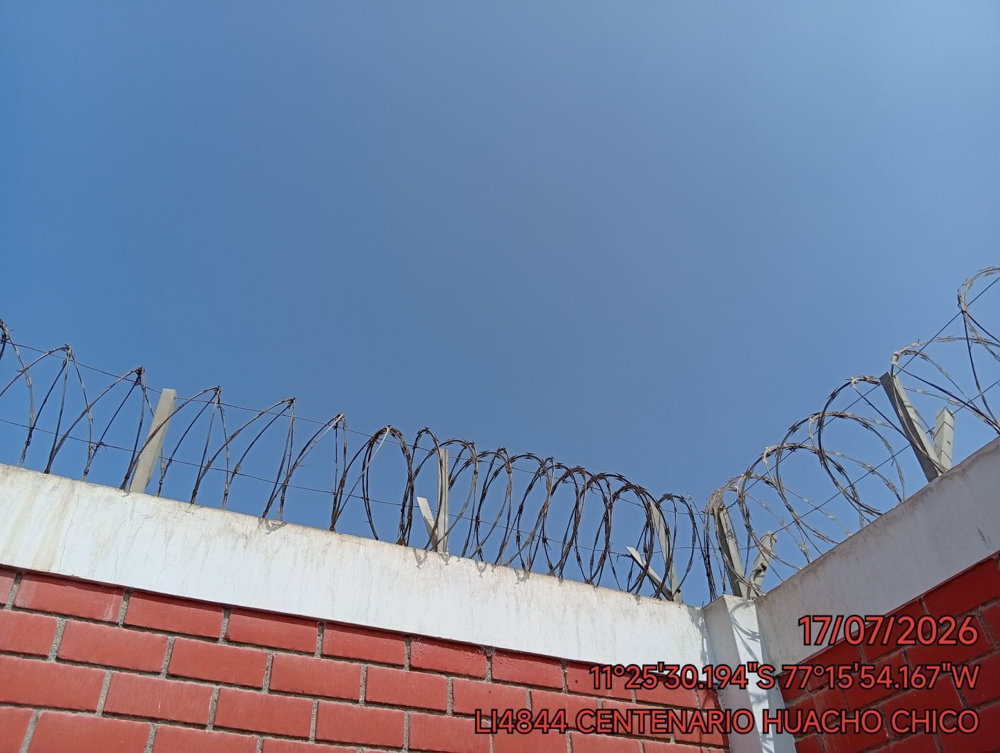 17/07/2026
11°25'30.194"S 77°15'54.167"W
LI4844 CENTENARIO HUACHO CHICO